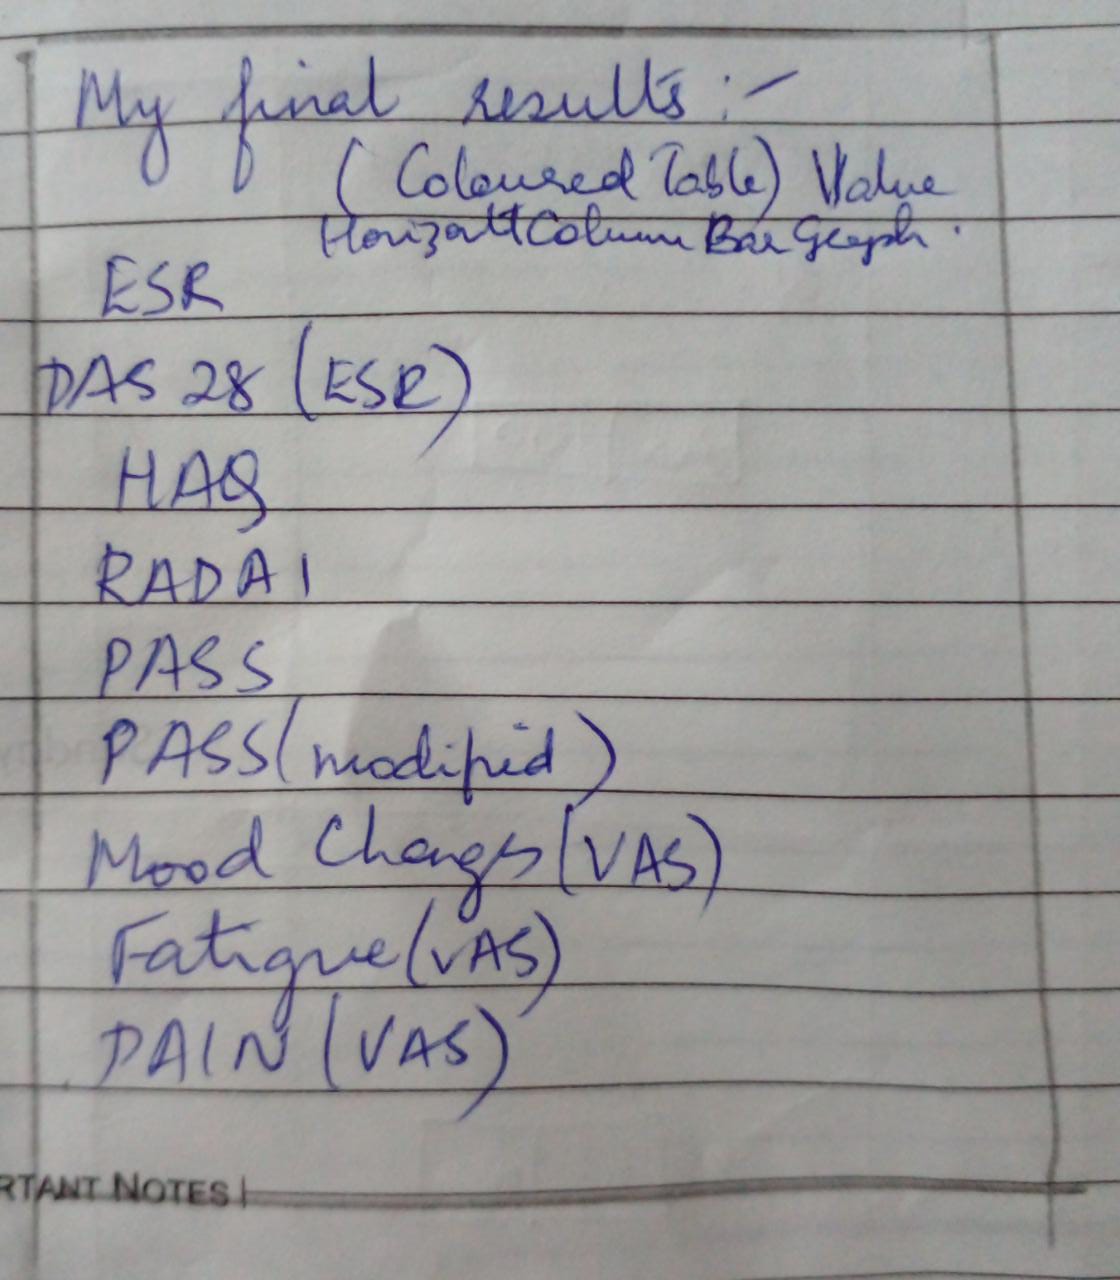 My final results :-
(Coloured Table) Value
Column Bar Graph.
ESR
DAS 28 (ESR)
HAQ
RADAI
PASS
PASS (modified)
Mood Changes (VAS)
Fatigue (VAS)
PAIN (VAS)
RTANT NOTES